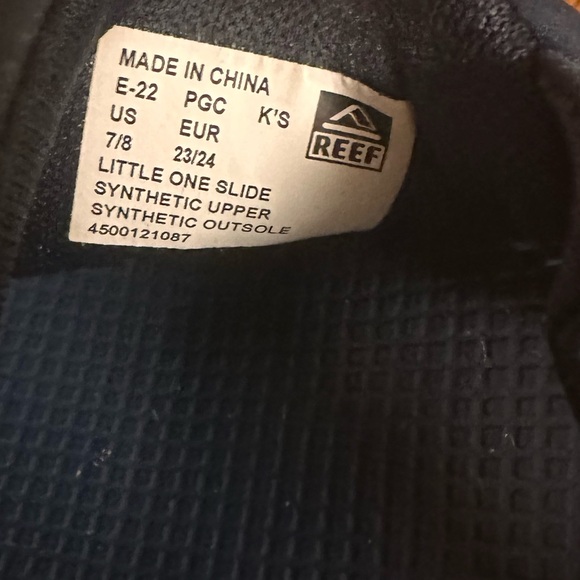 MADE IN CHINA
E-22 PGC K'S
US EUR
7/8 23/24
LITTLE ONE SLIDE
SYNTHETIC UPPER
SYNTHETIC OUTSOLE
4500121087
REEF